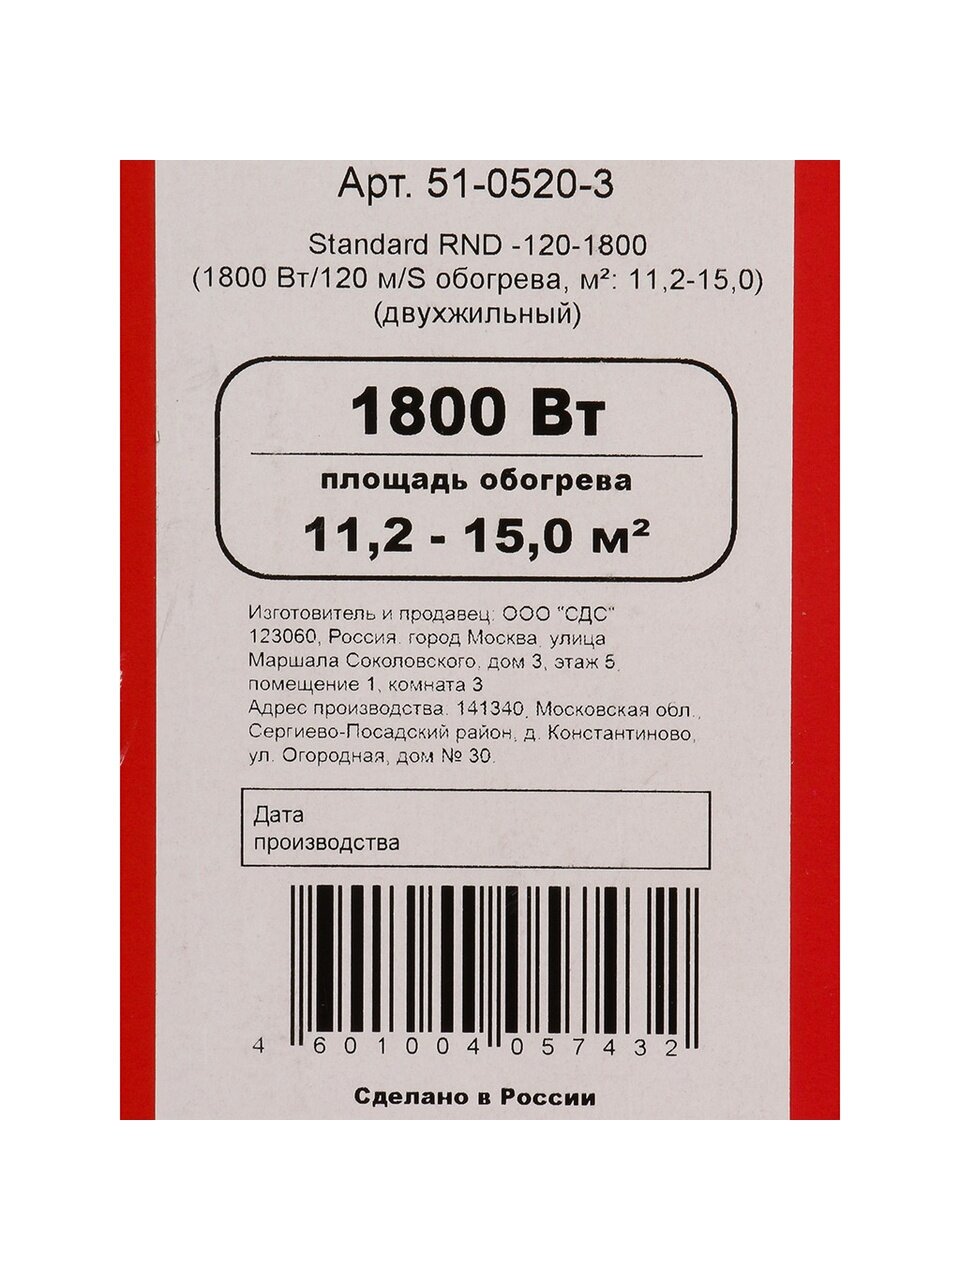 Арт. 51-0520-3
Standard RND -120-1800
(1800 Вт/120 м/S обогрева, м²: 11,2-15,0)
(двухжильный)
1800 Вт
площадь обогрева
11,2 - 15,0 м²
Изготовитель и продавец: ООО "СДС"
123060, Россия, город Москва, улица
Маршала Соколовского, дом 3, этаж 5,
помещение 1, комната 3
Адрес производства: 141340, Московская обл.,
Сергиево-Посадский район, д. Константиново,
ул. Огородная, дом № 30.
Дата
производства
4 601004 057432
Сделано в России